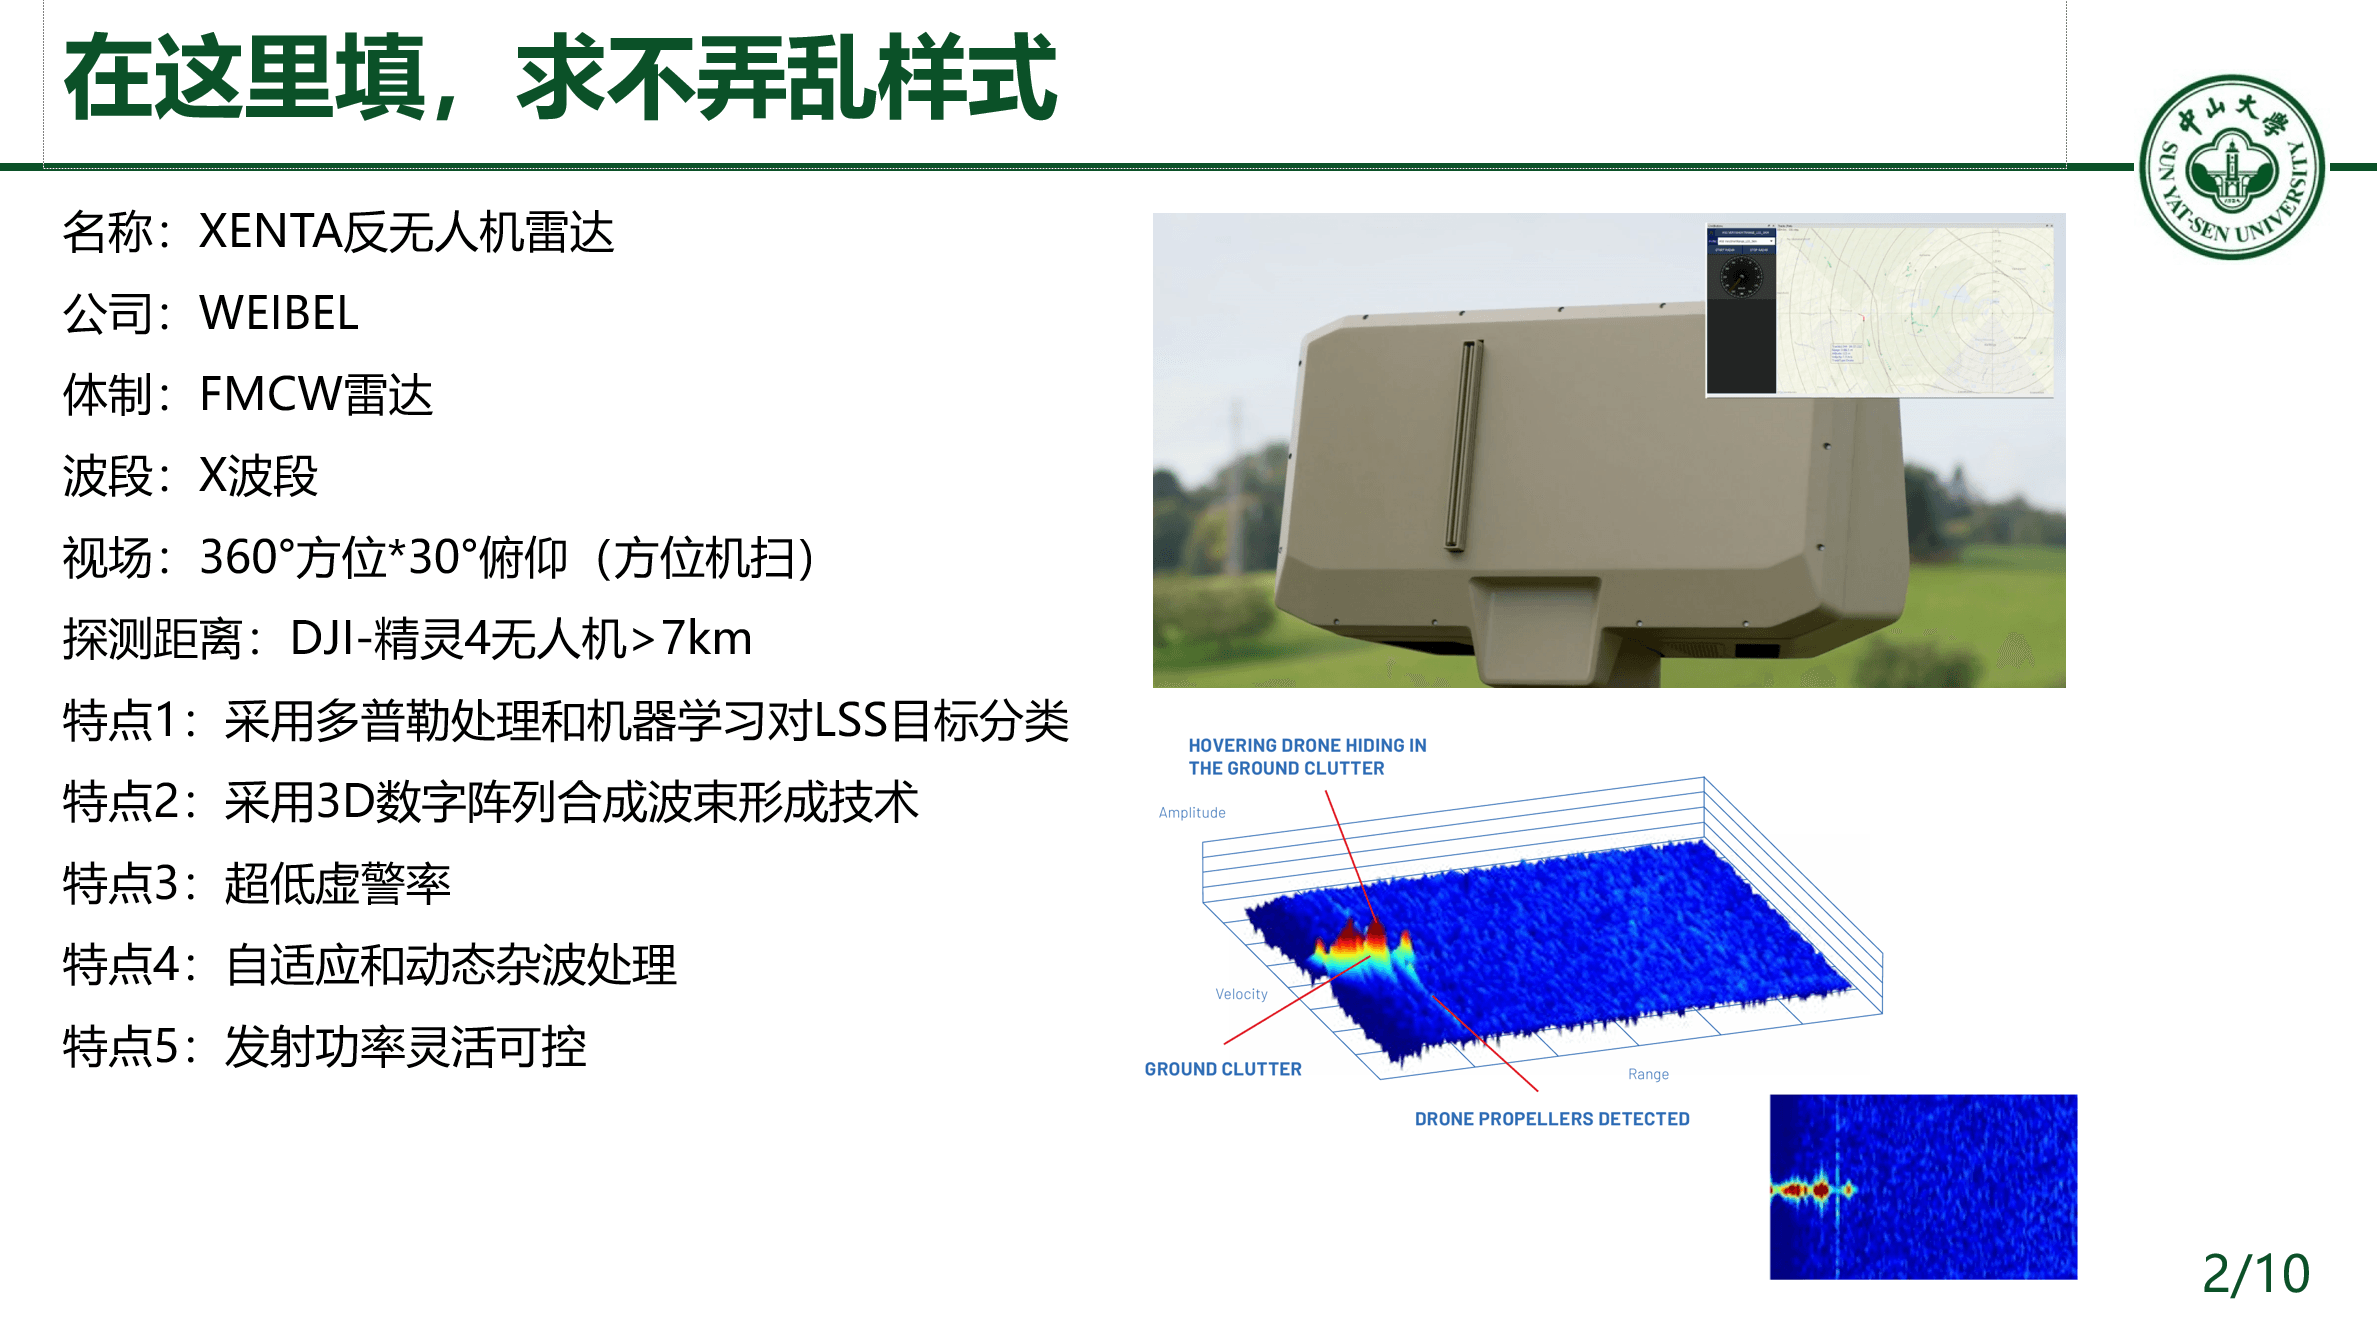 在这里填，求不弄乱样式
中山大學
SUN YAT-SEN UNIVERSITY
名称：XENTA反无人机雷达
公司：WEIBEL
体制：FMCW雷达
波段：X波段
视场：360°方位*30°俯仰（方位机扫）
探测距离：DJI-精灵4无人机>7km
特点1：采用多普勒处理和机器学习对LSS目标分类
特点2：采用3D数字阵列合成波束形成技术
特点3：超低虚警率
特点4：自适应和动态杂波处理
特点5：发射功率灵活可控
HOVERING DRONE HIDING IN
THE GROUND CLUTTER
Amplitude
Velocity
GROUND CLUTTER
Range
DRONE PROPELLERS DETECTED
2/10